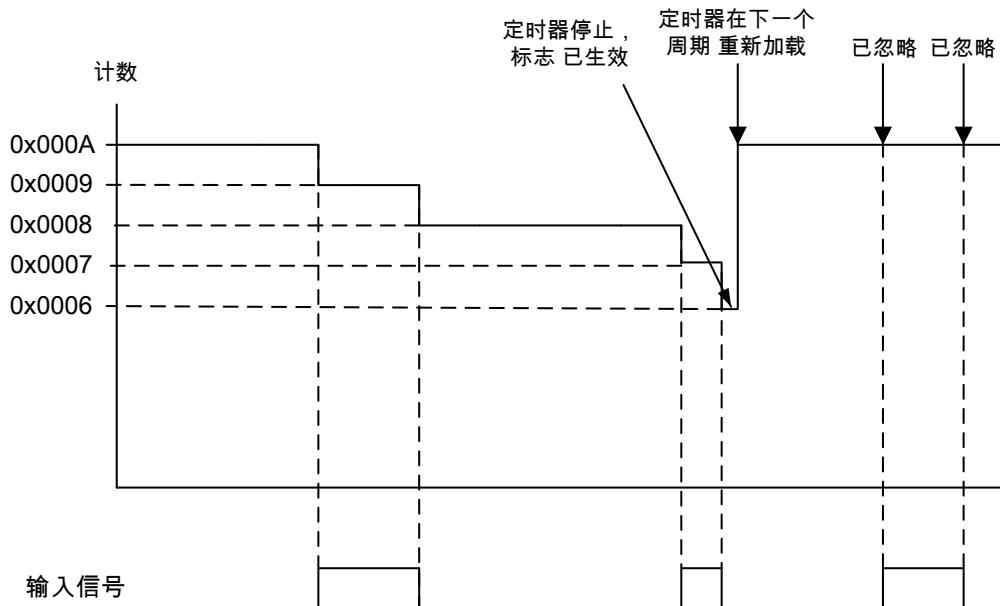 定时器停止，
标志 已生效
定时器在下一个
周期 重新加载
已忽略 已忽略
计数
0x000A
0x0009
0x0008
0x0007
0x0006
输入信号